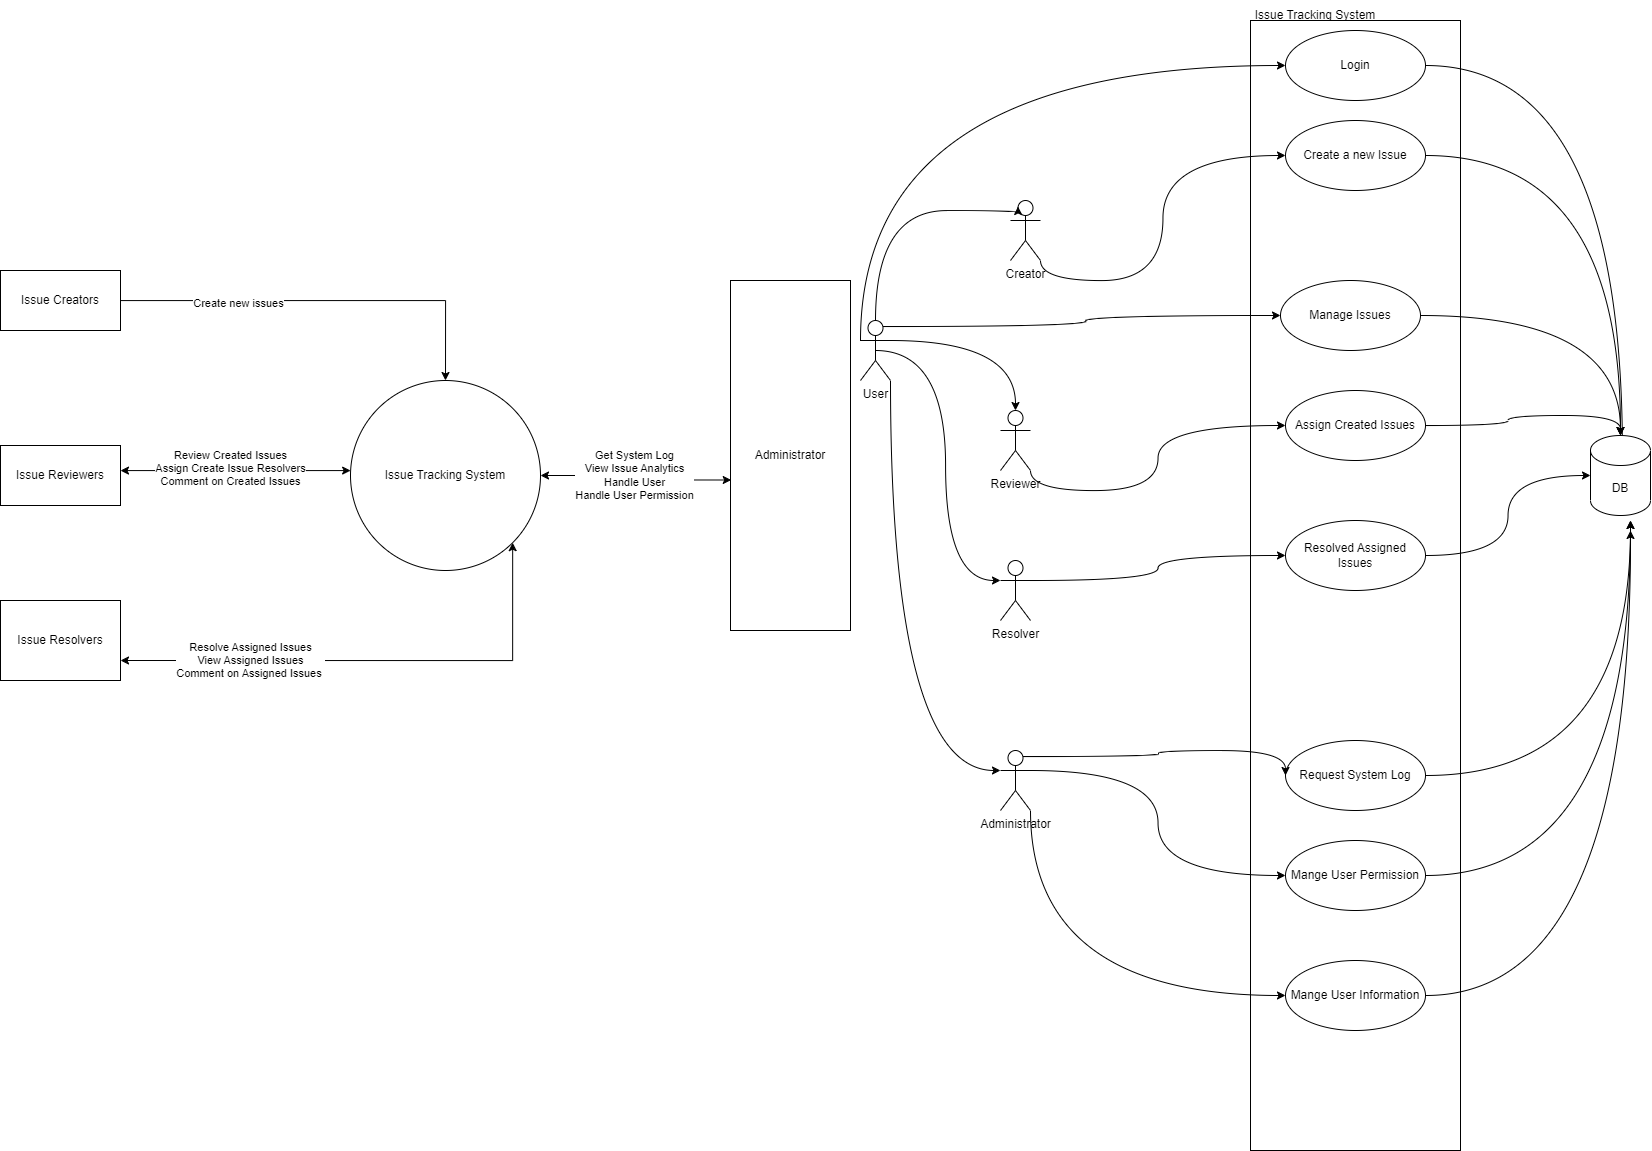 Issue Tracking System
Login
Create a new Issue
Creator
Issue Creators
Create new issues
Manage Issues
User
Assign Created Issues
Reviewer
Issue Reviewers
Review Created Issues
Assign Create Issue Resolvers
Comment on Created Issues
Issue Tracking System
Get System Log
View Issue Analytics
Handle User
Handle User Permission
Administrator
DB
Resolved Assigned
Issues
Resolver
Issue Resolvers
Resolve Assigned Issues
View Assigned Issues
Comment on Assigned Issues
Request System Log
Administrator
Mange User Permission
Mange User Information